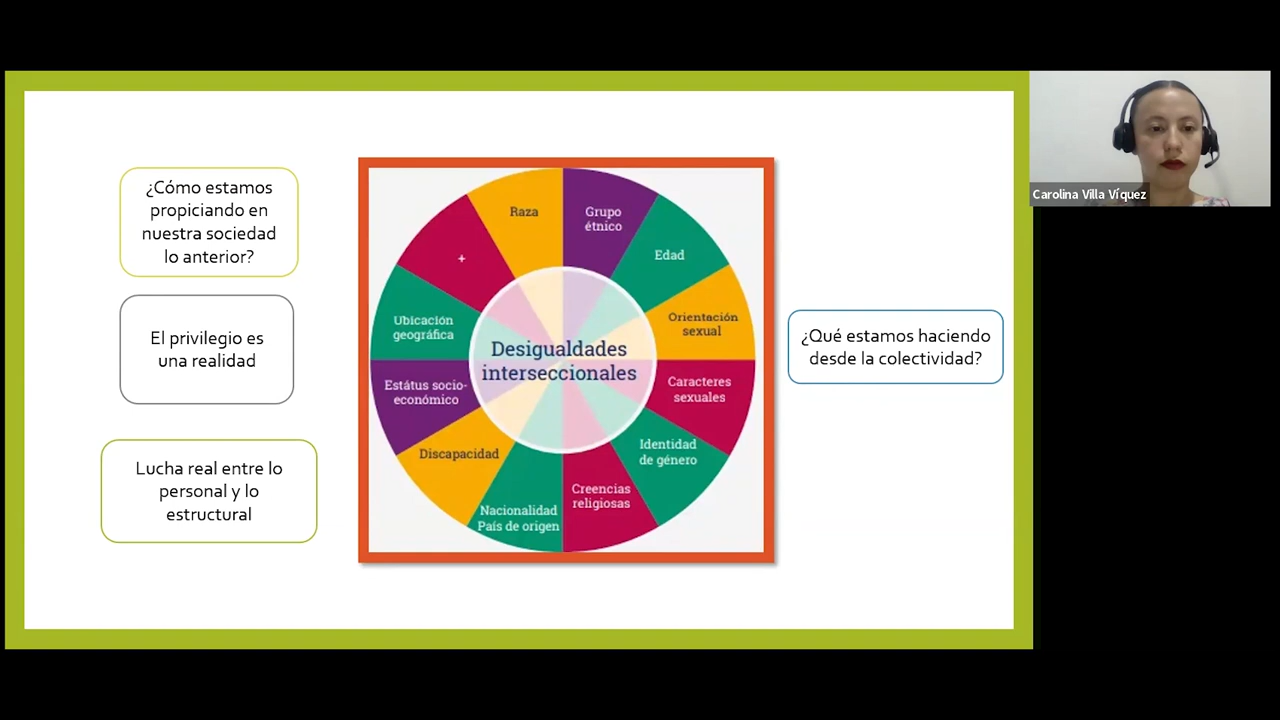 ¿Cómo estamos
propiciando en
nuestra sociedad
lo anterior?
El privilegio es
una realidad
Lucha real entre lo
personal y lo
estructural
Raza
Grupo
étnico
Edad
Orientación
sexual
Caracteres
sexuales
Identidad
de género
Creencias
religiosas
Nacionalidad
País de origen
Discapacidad
Estátus socio-
económico
Ubicación
geográfica
+
Desigualdades
interseccionales
¿Qué estamos haciendo
desde la colectividad?
Carolina Villa Víquez